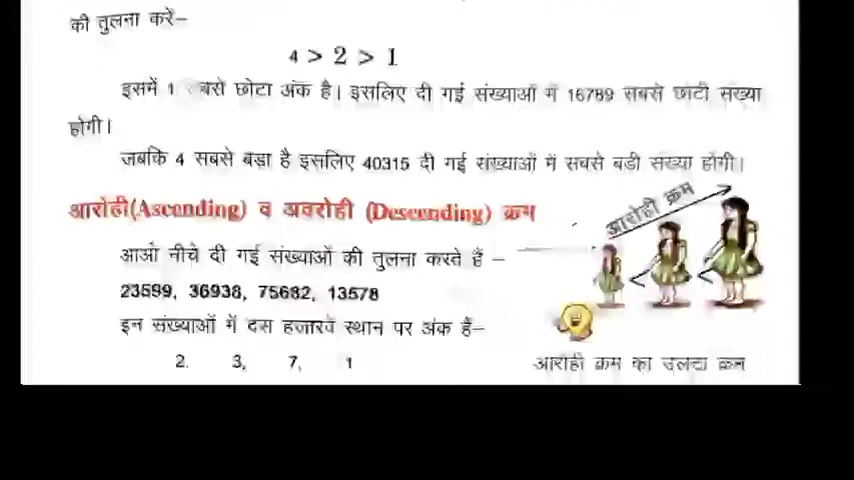 की तुलना करें–
4 > 2 > 1
इसमें 1 सबसे छोटा अंक है। इसलिए दी गई संख्याओं में 16789 सबसे छोटी संख्या
होगी।
जबकि 4 सबसे बड़ा है इसलिए 40315 दी गई संख्याओं में सबसे बड़ी संख्या होगी।
आरोही(Ascending) व अवरोही (Descending) क्रम
आरोही क्रम
आओ नीचे दी गई संख्याओं की तुलना करते हैं –
23599, 36938, 75682, 13578
इन संख्याओं में दस हजारवें स्थान पर अंक हैं–
2. 3, 7, 1
आरोही क्रम का उलटा क्रम